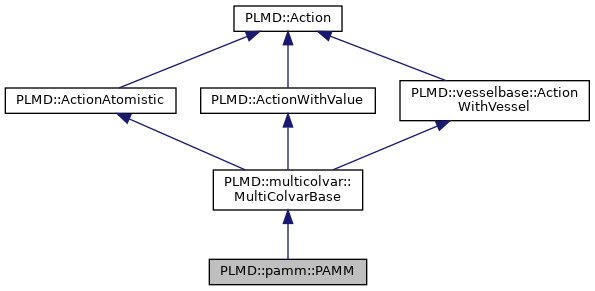 PLMD::Action
PLMD::ActionAtomistic
PLMD::ActionWithValue
PLMD::vesselbase::Action
WithVessel
PLMD::multicolvar::
MultiColvarBase
PLMD::pamm::PAMM